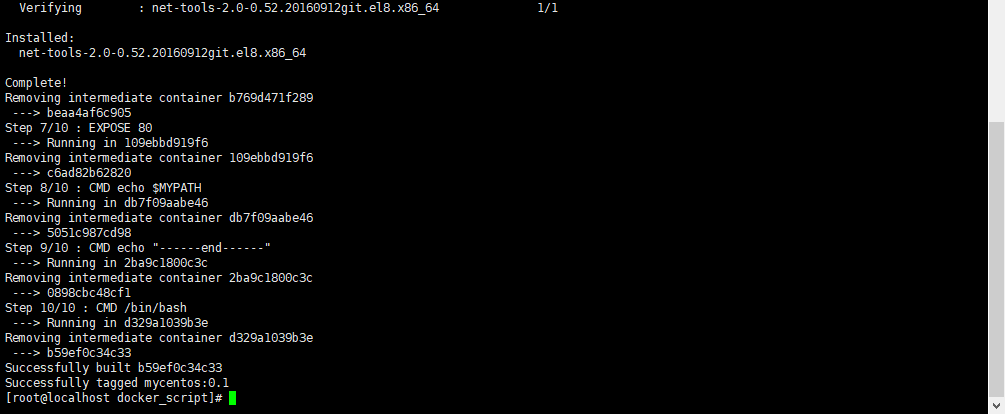 Verifying        : net-tools-2.0-0.52.20160912git.el8.x86_64              1/1
Installed:
  net-tools-2.0-0.52.20160912git.el8.x86_64
Complete!
Removing intermediate container b769d471f289
 ---> beaa4af6c905
Step 7/10 : EXPOSE 80
 ---> Running in 109ebbd919f6
Removing intermediate container 109ebbd919f6
 ---> c6ad82b62820
Step 8/10 : CMD echo $MYPATH
 ---> Running in db7f09aabe46
Removing intermediate container db7f09aabe46
 ---> 5051c987cd98
Step 9/10 : CMD echo "------end------"
 ---> Running in 2ba9c1800c3c
Removing intermediate container 2ba9c1800c3c
 ---> 0898cbc48cf1
Step 10/10 : CMD /bin/bash
 ---> Running in d329a1039b3e
Removing intermediate container d329a1039b3e
 ---> b59ef0c34c33
Successfully built b59ef0c34c33
Successfully tagged mycentos:0.1
[root@localhost docker_script]#